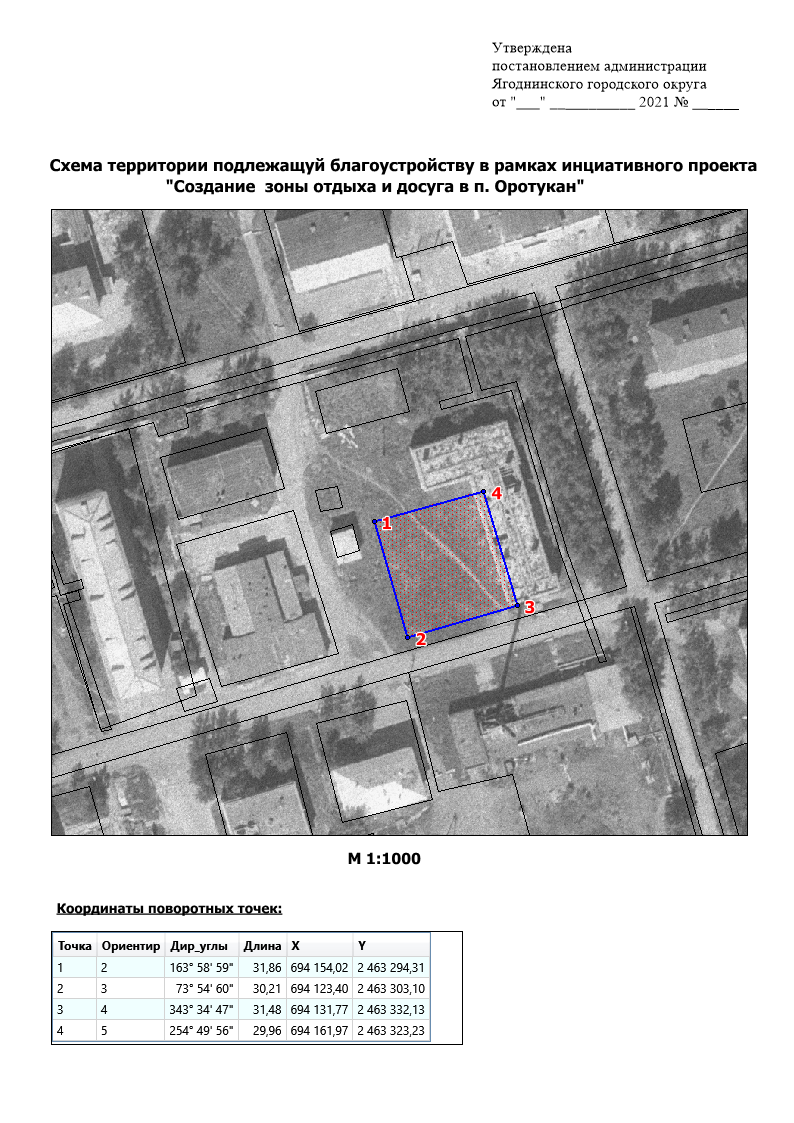 Утверждена
постановлением администрации
Ягоднинского городского округа
от "___" ___________ 2021 № ______
Схема территории подлежащуй благоустройству в рамках инциативного проекта
"Создание зоны отдыха и досуга в п. Оротукан"
4
1
3
2
М 1:1000
Координаты поворотных точек:
Точка Ориентир Дир_углы Длина X Y
1 2 163° 58' 59" 31,86 694 154,02 2 463 294,31
2 3 73° 54' 60" 30,21 694 123,40 2 463 303,10
3 4 343° 34' 47" 31,48 694 131,77 2 463 332,13
4 5 254° 49' 56" 29,96 694 161,97 2 463 323,23